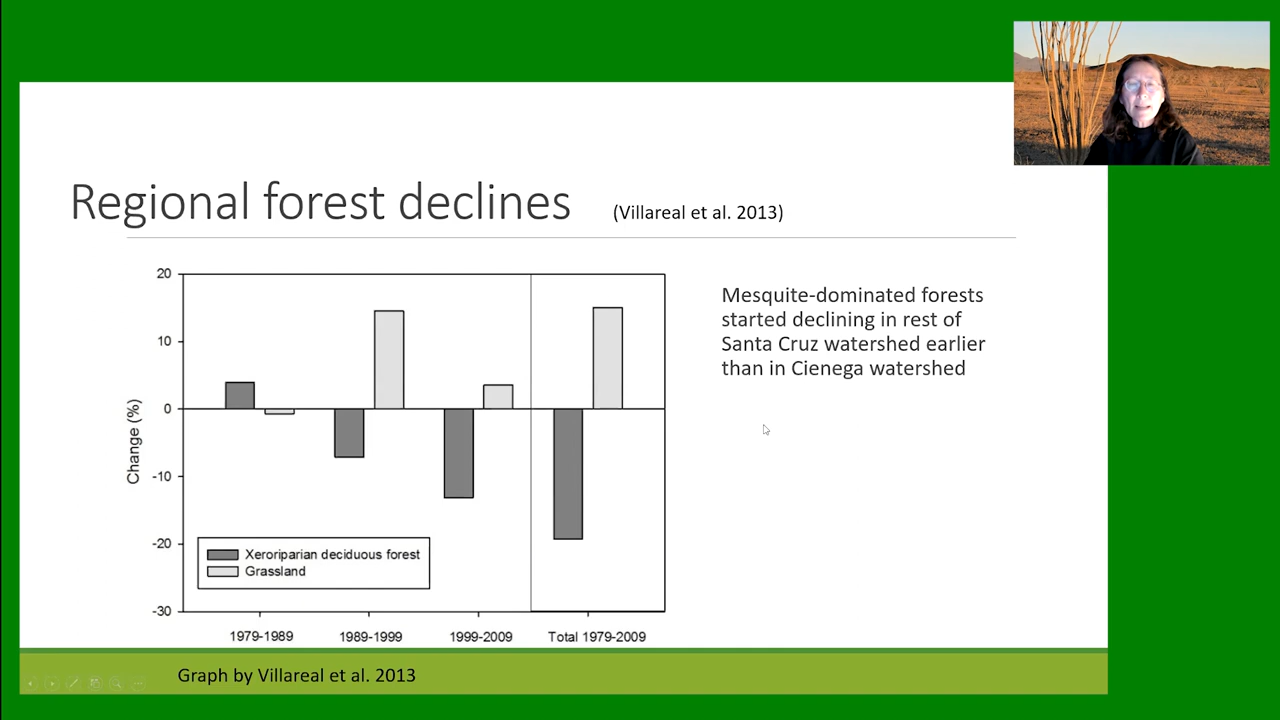 Regional forest declines
(Villareal et al. 2013)
20
10
0
-10
-20
-30
Change (%)
Xeroriparian deciduous forest
Grassland
1979-1989
1989-1999
1999-2009
Total 1979-2009
Mesquite-dominated forests
started declining in rest of
Santa Cruz watershed earlier
than in Cienega watershed
Graph by Villareal et al. 2013